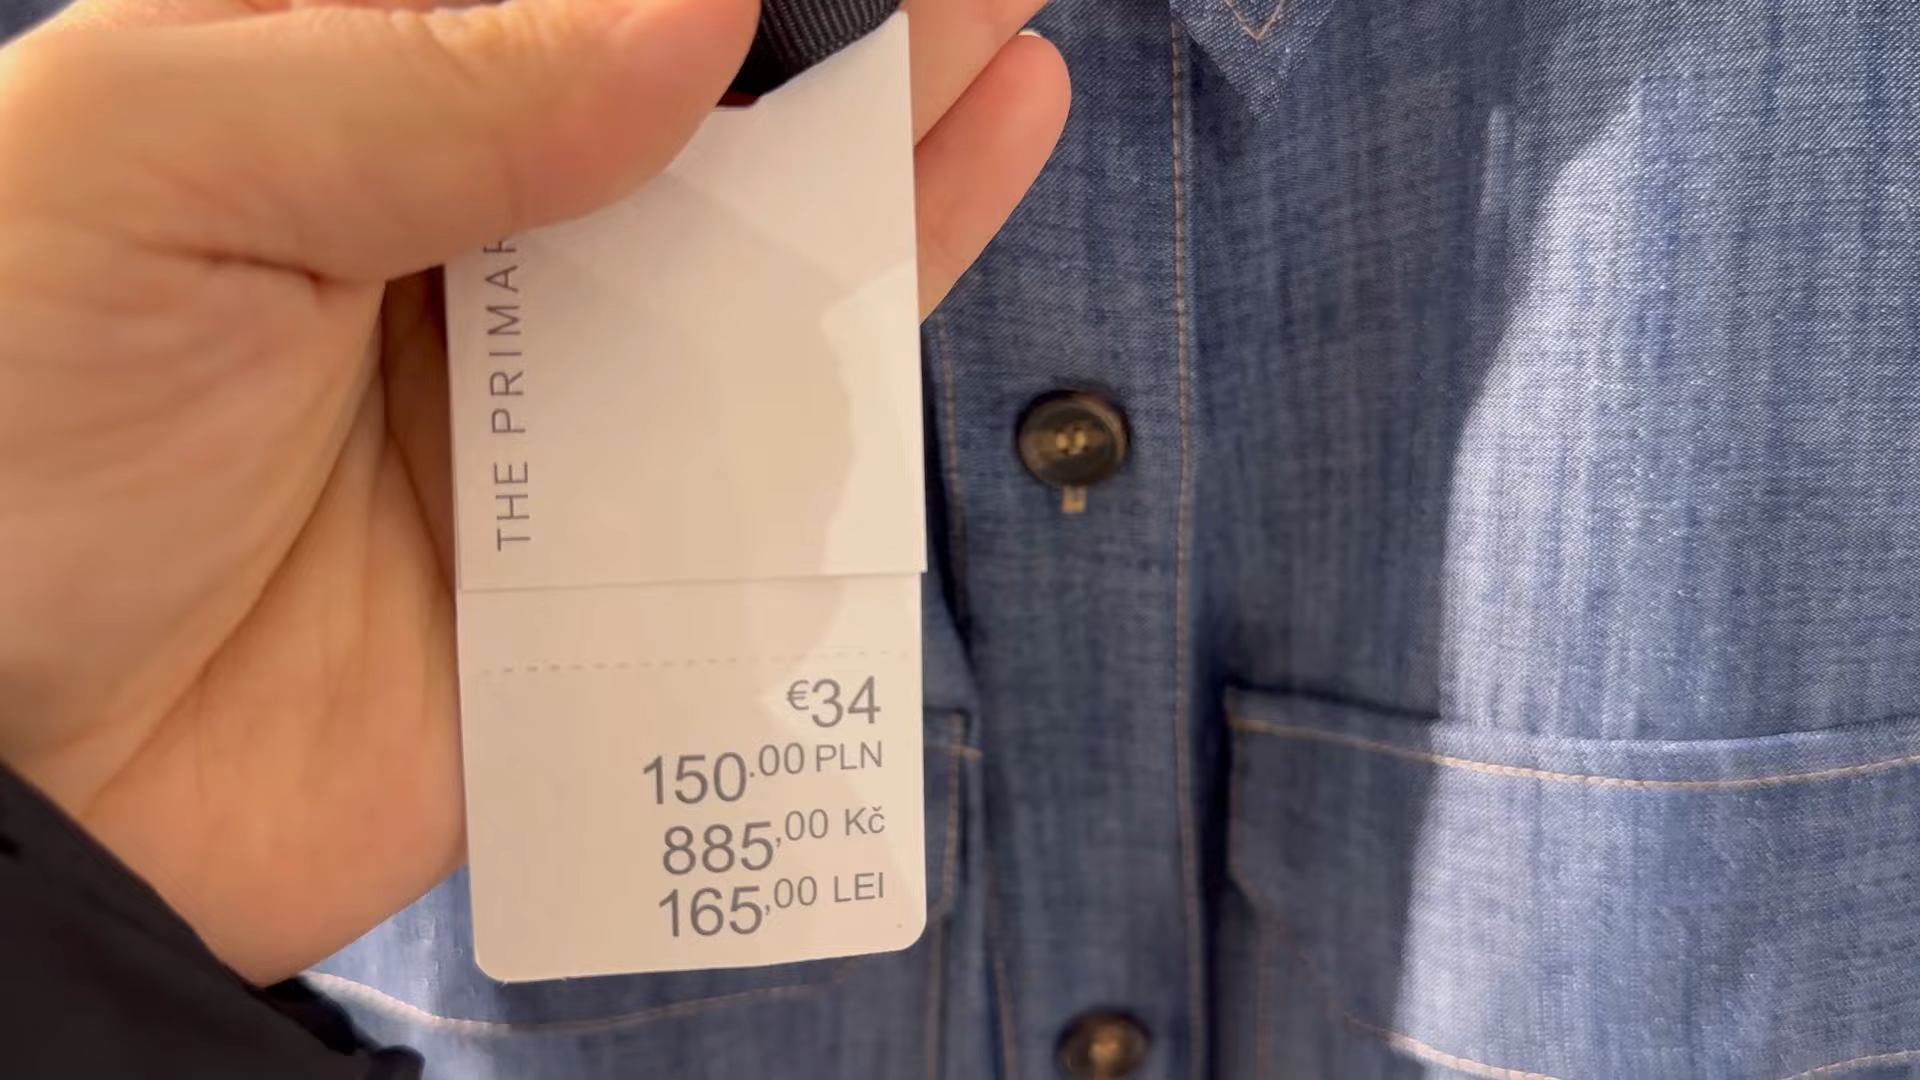 THE PRIMAR
€34
150.00 PLN
885,00 Kč
165,00 LEI